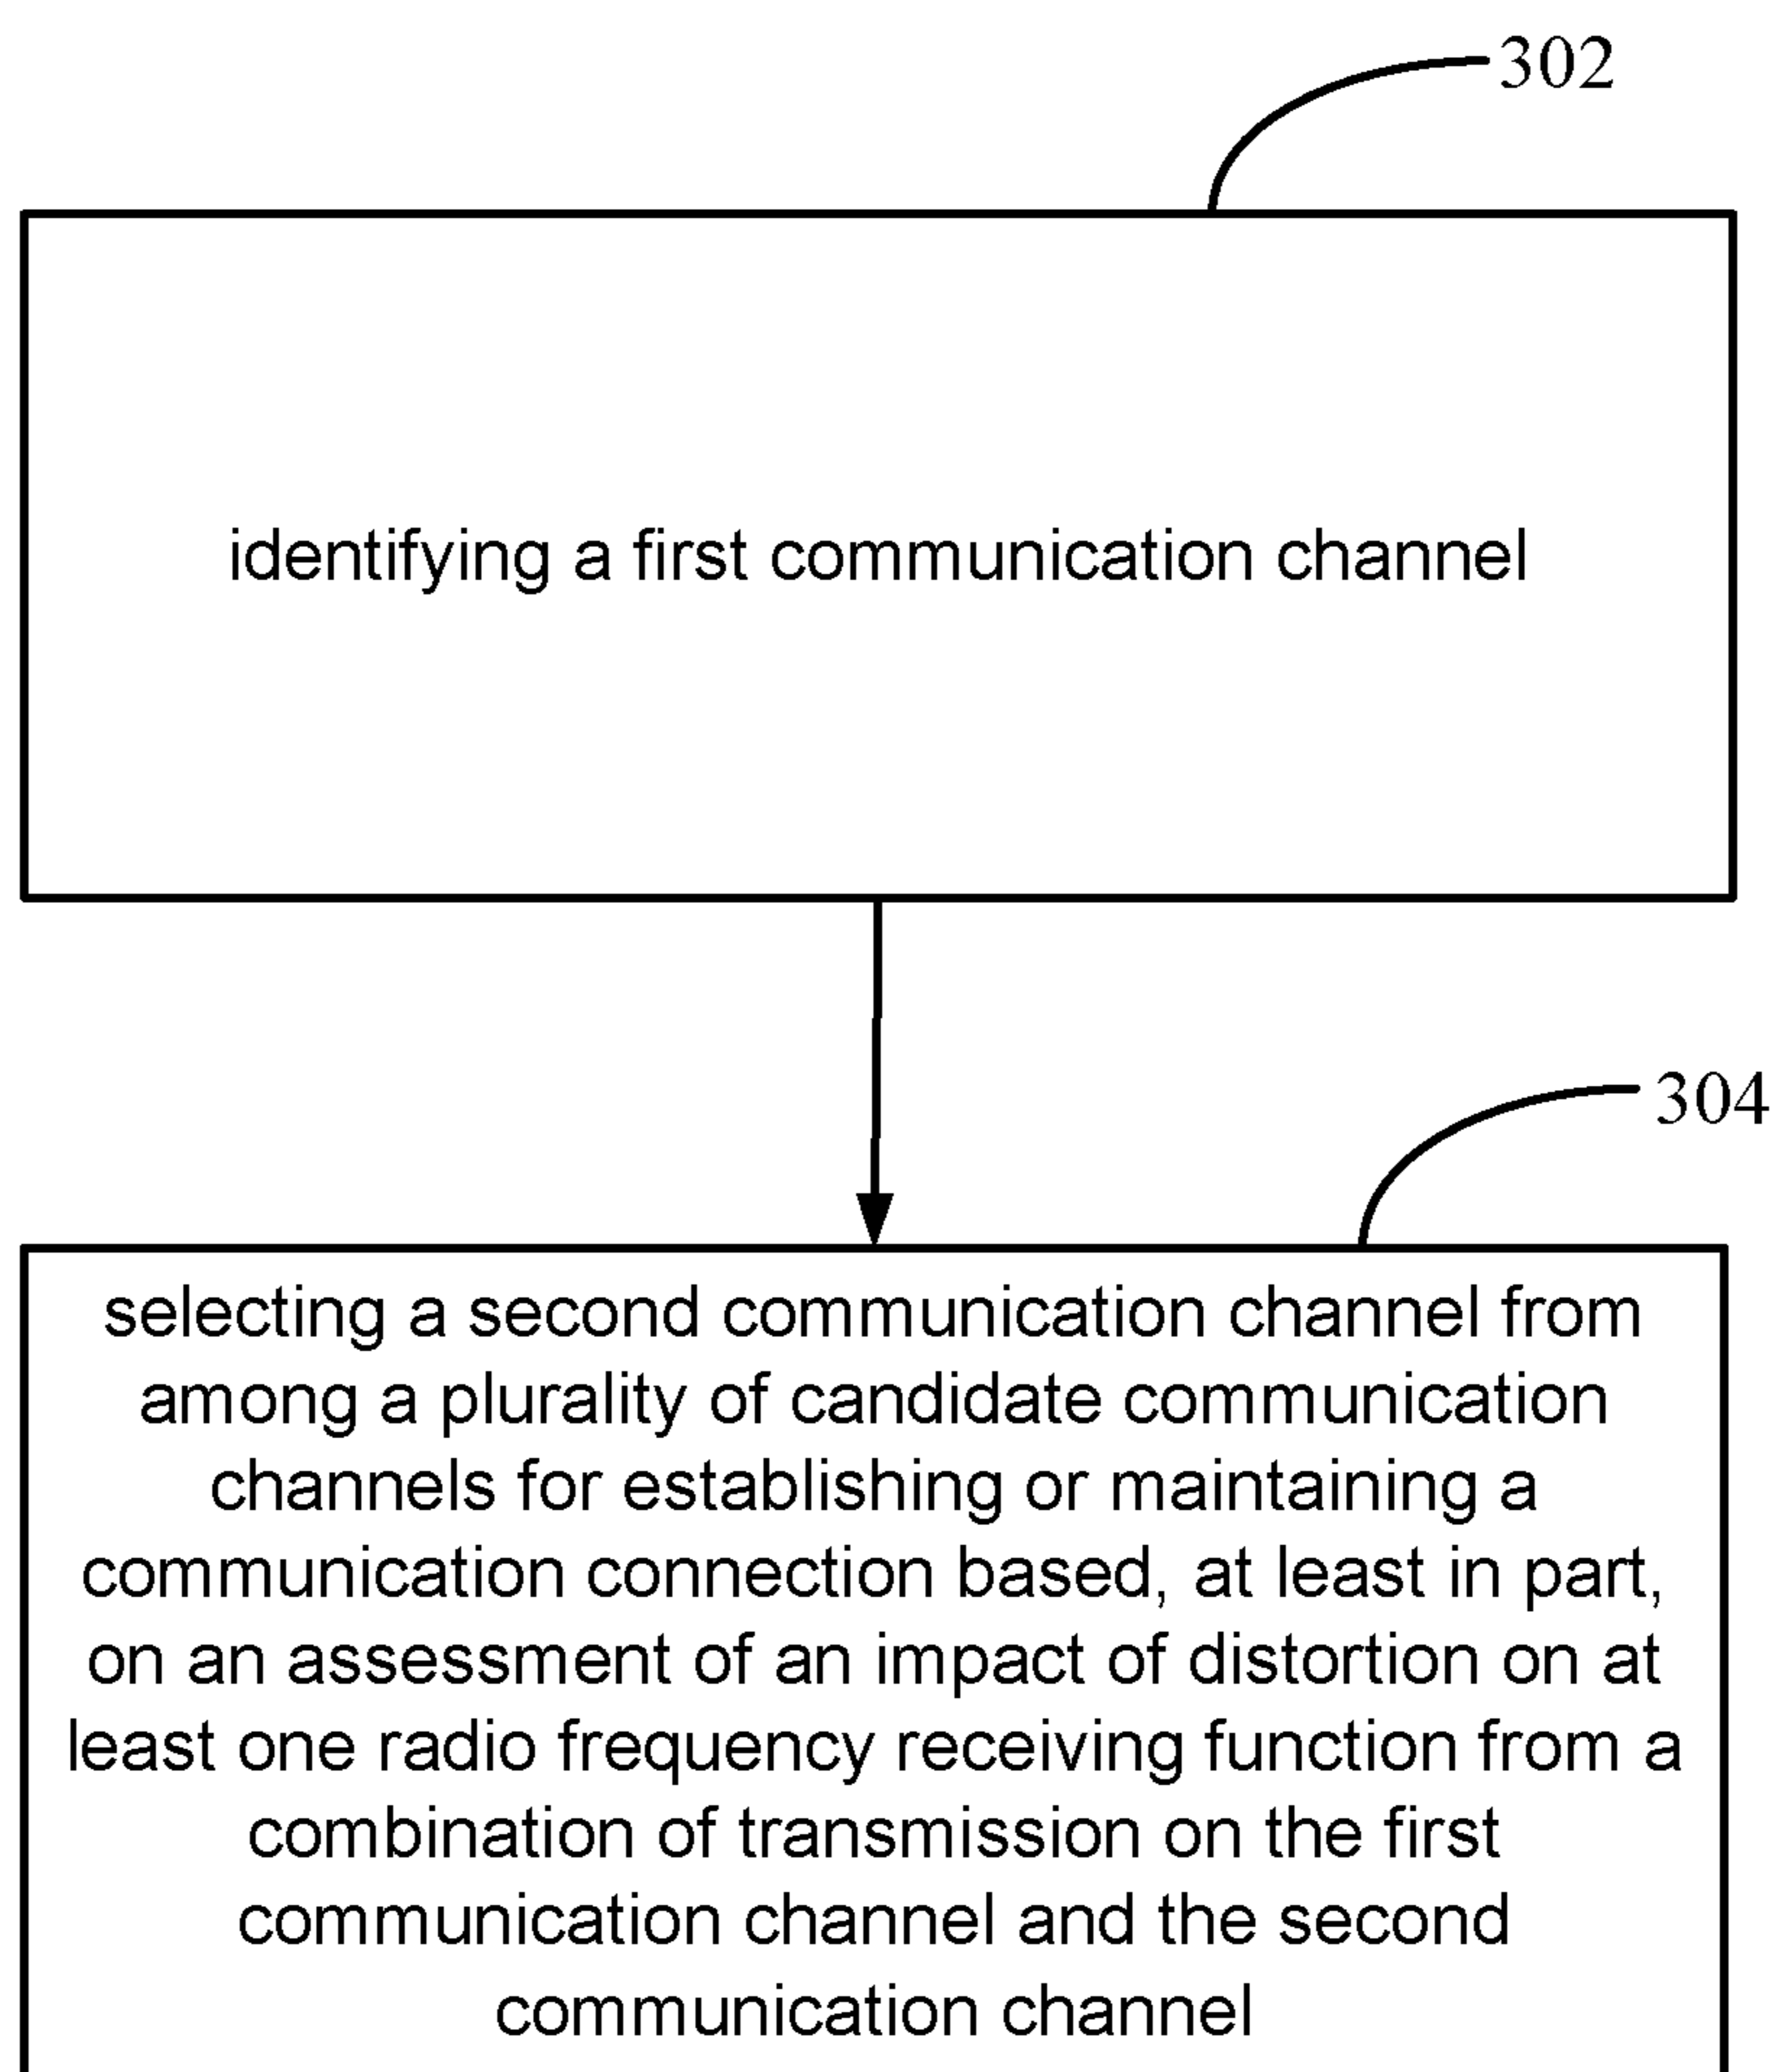 302
identifying a first communication channel
304
selecting a second communication channel from
among a plurality of candidate communication
channels for establishing or maintaining a
communication connection based, at least in part,
on an assessment of an impact of distortion on at
least one radio frequency receiving function from a
combination of transmission on the first
communication channel and the second
communication channel